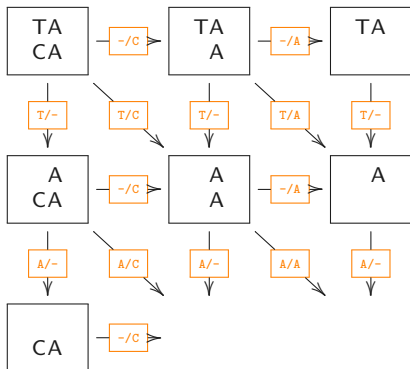 TA -/C TA -/A TA
CA A
T/- T/C T/- T/A T/-
A -/C A -/A A
CA A
A/- A/C A/- A/A A/-
CA -/C